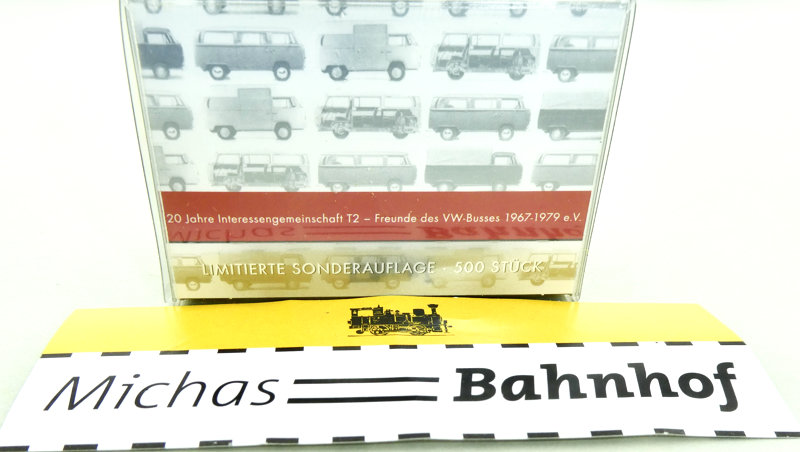 20 Jahre Interessengemeinschaft T2 – Freunde des VW-Busses 1967-1979 e.V.
LIMITIERTE SONDERAUFLAGE · 500 STÜCK
Michas Bahnhof